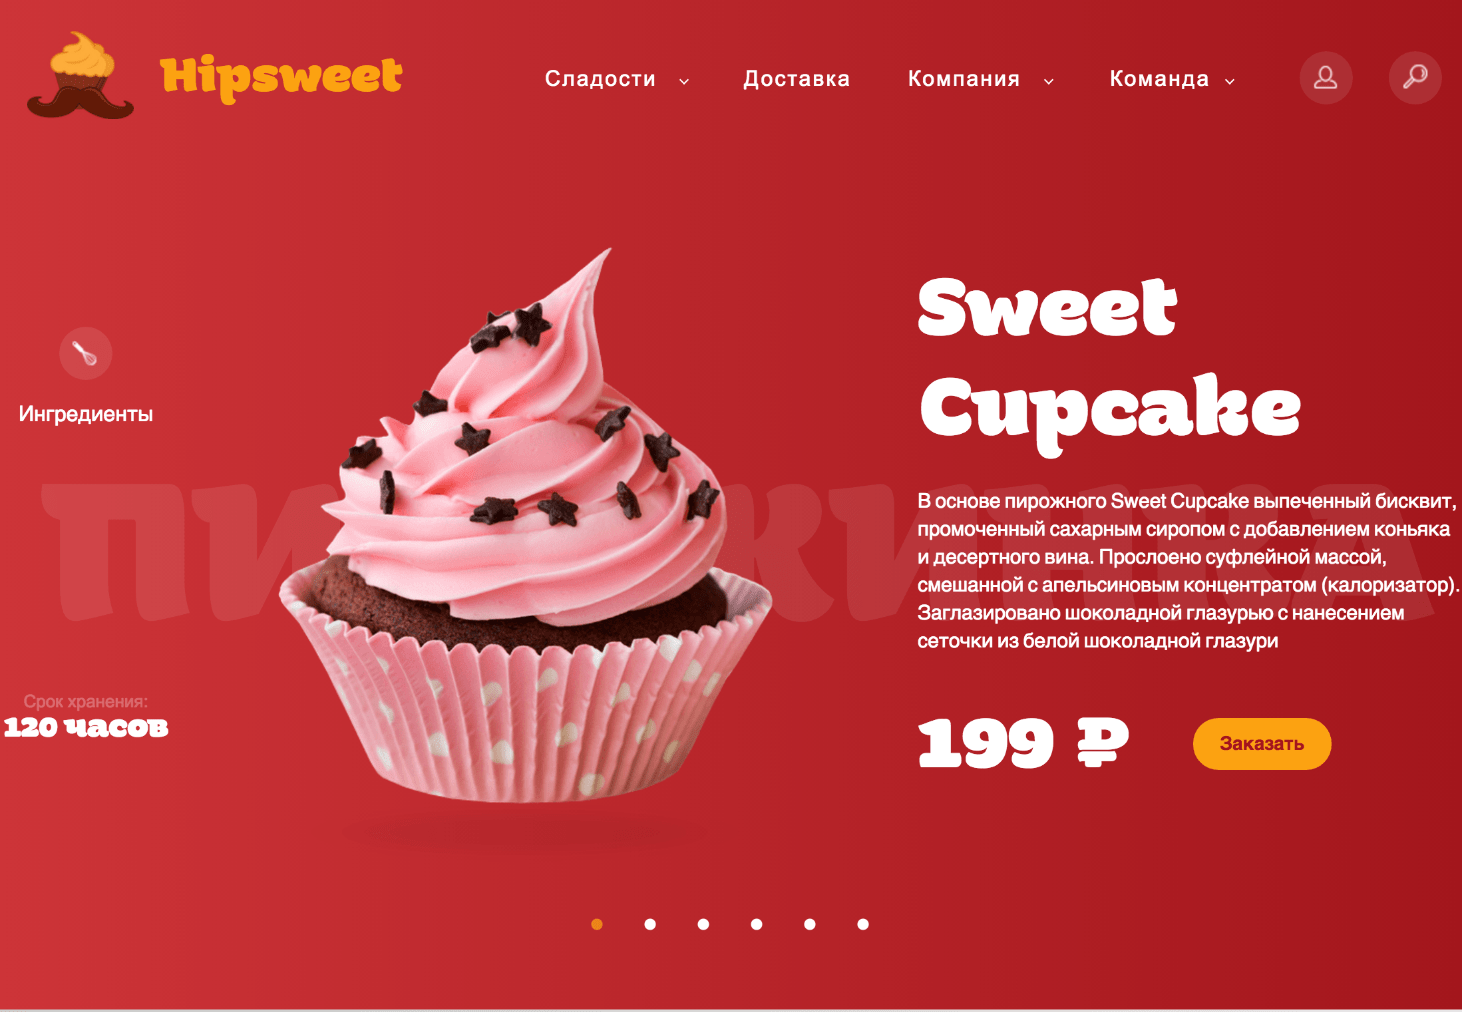 Hipsweet
Сладости
Доставка
Компания
Команда
Sweet
Cupcake
Ингредиенты
В основе пирожного Sweet Cupcake выпеченный бисквит,
промоченный сахарным сиропом с добавлением коньяка
и десертного вина. Прослоено суфлейной массой,
смешанной с апельсиновым концентратом (калоризатор).
Заглазировано шоколадной глазурью с нанесением
сеточки из белой шоколадной глазури
Срок хранения:
120 часов
199 ₽
Заказать